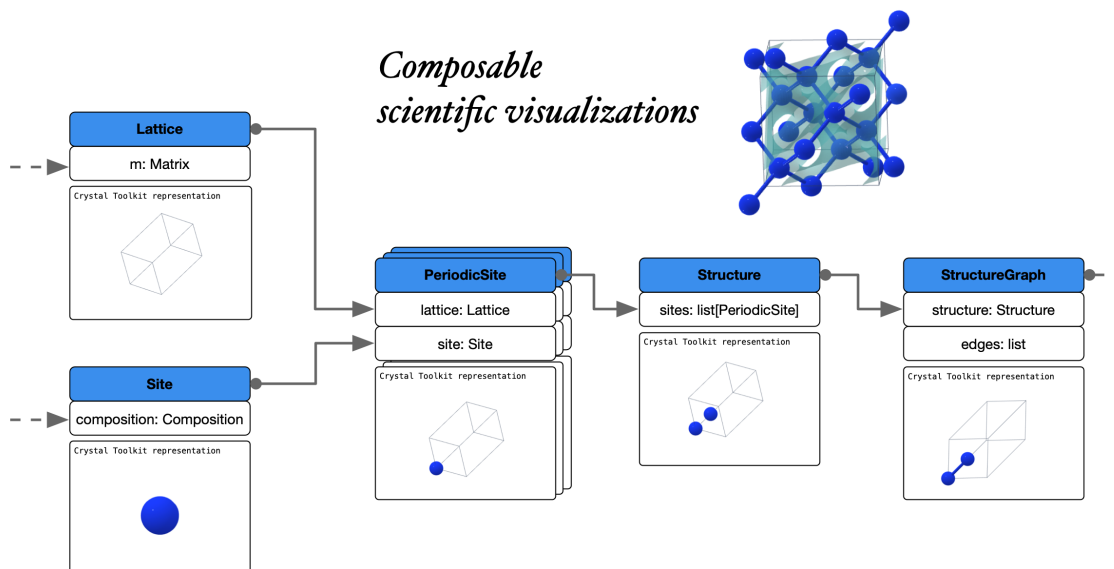 Composable
scientific visualizations
Lattice
m: Matrix
Crystal Toolkit representation
Site
composition: Composition
Crystal Toolkit representation
PeriodicSite
lattice: Lattice
site: Site
Crystal Toolkit representation
Structure
sites: list[PeriodicSite]
Crystal Toolkit representation
StructureGraph
structure: Structure
edges: list
Crystal Toolkit representation